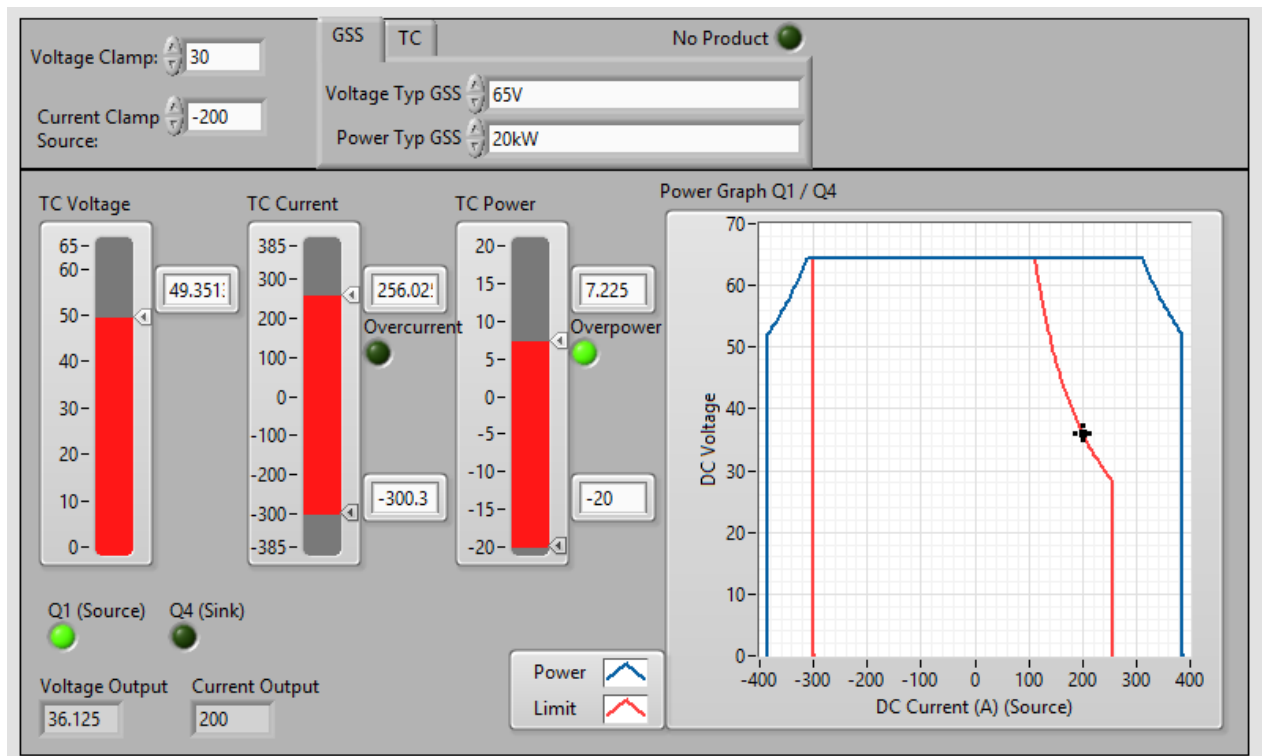 GSS TC No Product
Voltage Clamp: 30
Voltage Typ GSS 65V
Current Clamp Source: -200
Power Typ GSS 20kW
TC Voltage
65
60
50
40
30
20
10
0
49.351
TC Current
385
300
200
100
0
-100
-200
-300
-385
256.02
Overcurrent
-300.3
TC Power
20
15
10
5
0
-5
-10
-15
-20
7.225
Overpower
-20
Power Graph Q1 / Q4
DC Voltage
70
60
50
40
30
20
10
0
-400 -300 -200 -100 0 100 200 300 400
DC Current (A) (Source)
Q1 (Source) Q4 (Sink)
Voltage Output Current Output
36.125 200
Power
Limit